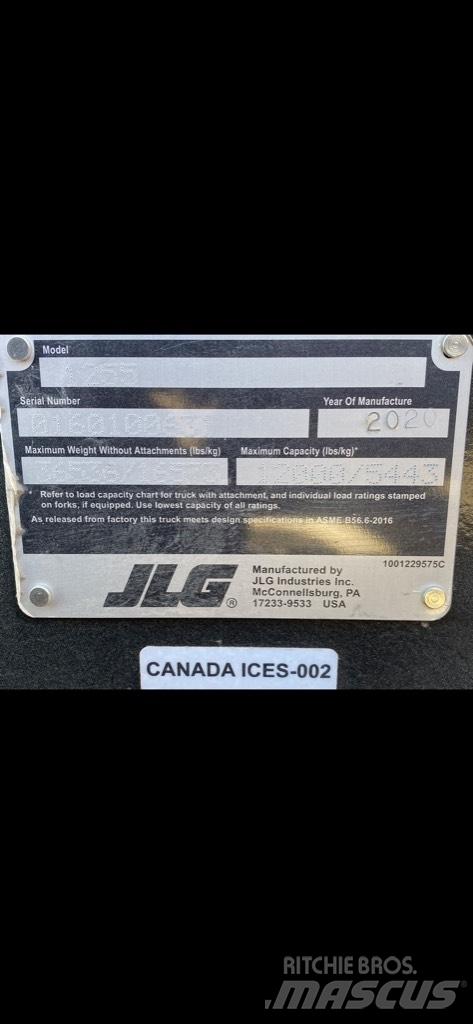 Model
1255
Serial Number
Year Of Manufacture
2020
Maximum Weight Without Attachments (lbs/kg)
Maximum Capacity (lbs/kg)*
000/5443
* Refer to load capacity chart for truck with attachment, and individual load ratings stamped
on forks, if equipped. Use lowest capacity of all ratings.
As released from factory this truck meets design specifications in ASME B56.6-2016
JLG®
Manufactured by
JLG Industries Inc.
McConnellsburg, PA
17233-9533 USA
1001229575C
CANADA ICES-002
RITCHIE BROS.
MASCUS